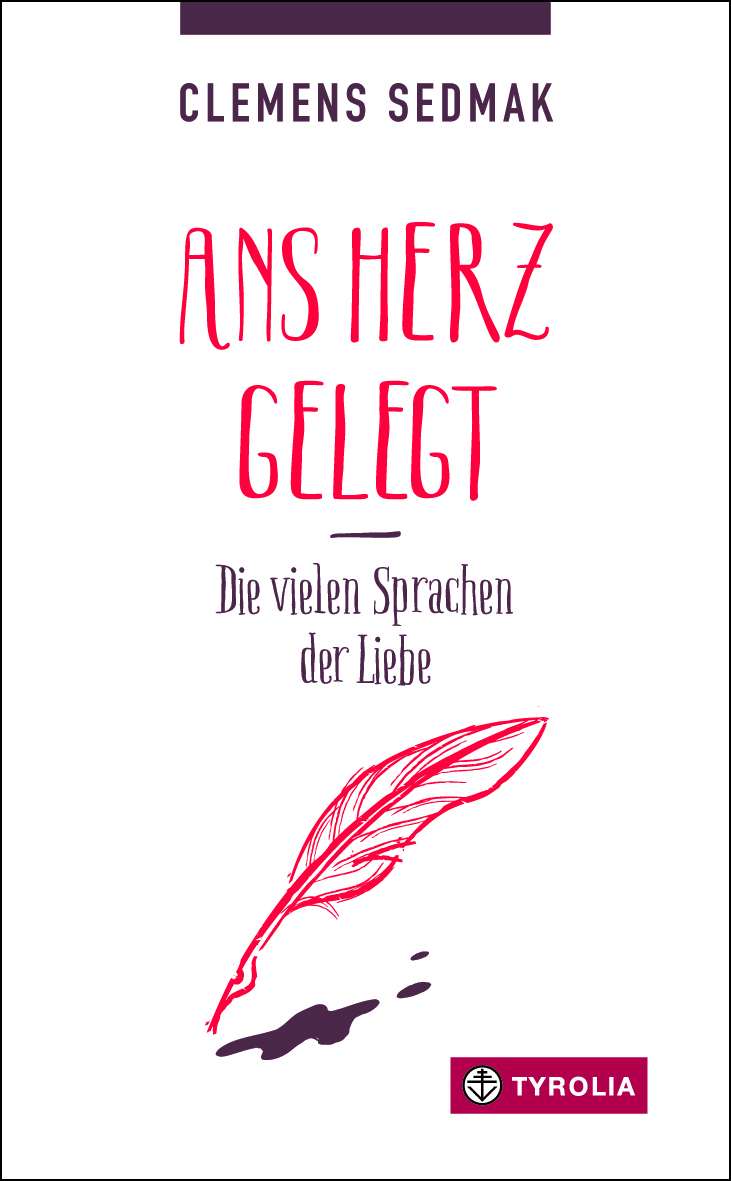 CLEMENS SEDMAK
ANS HERZ
GELEGT
Die vielen Sprachen
der Liebe
TYROLIA